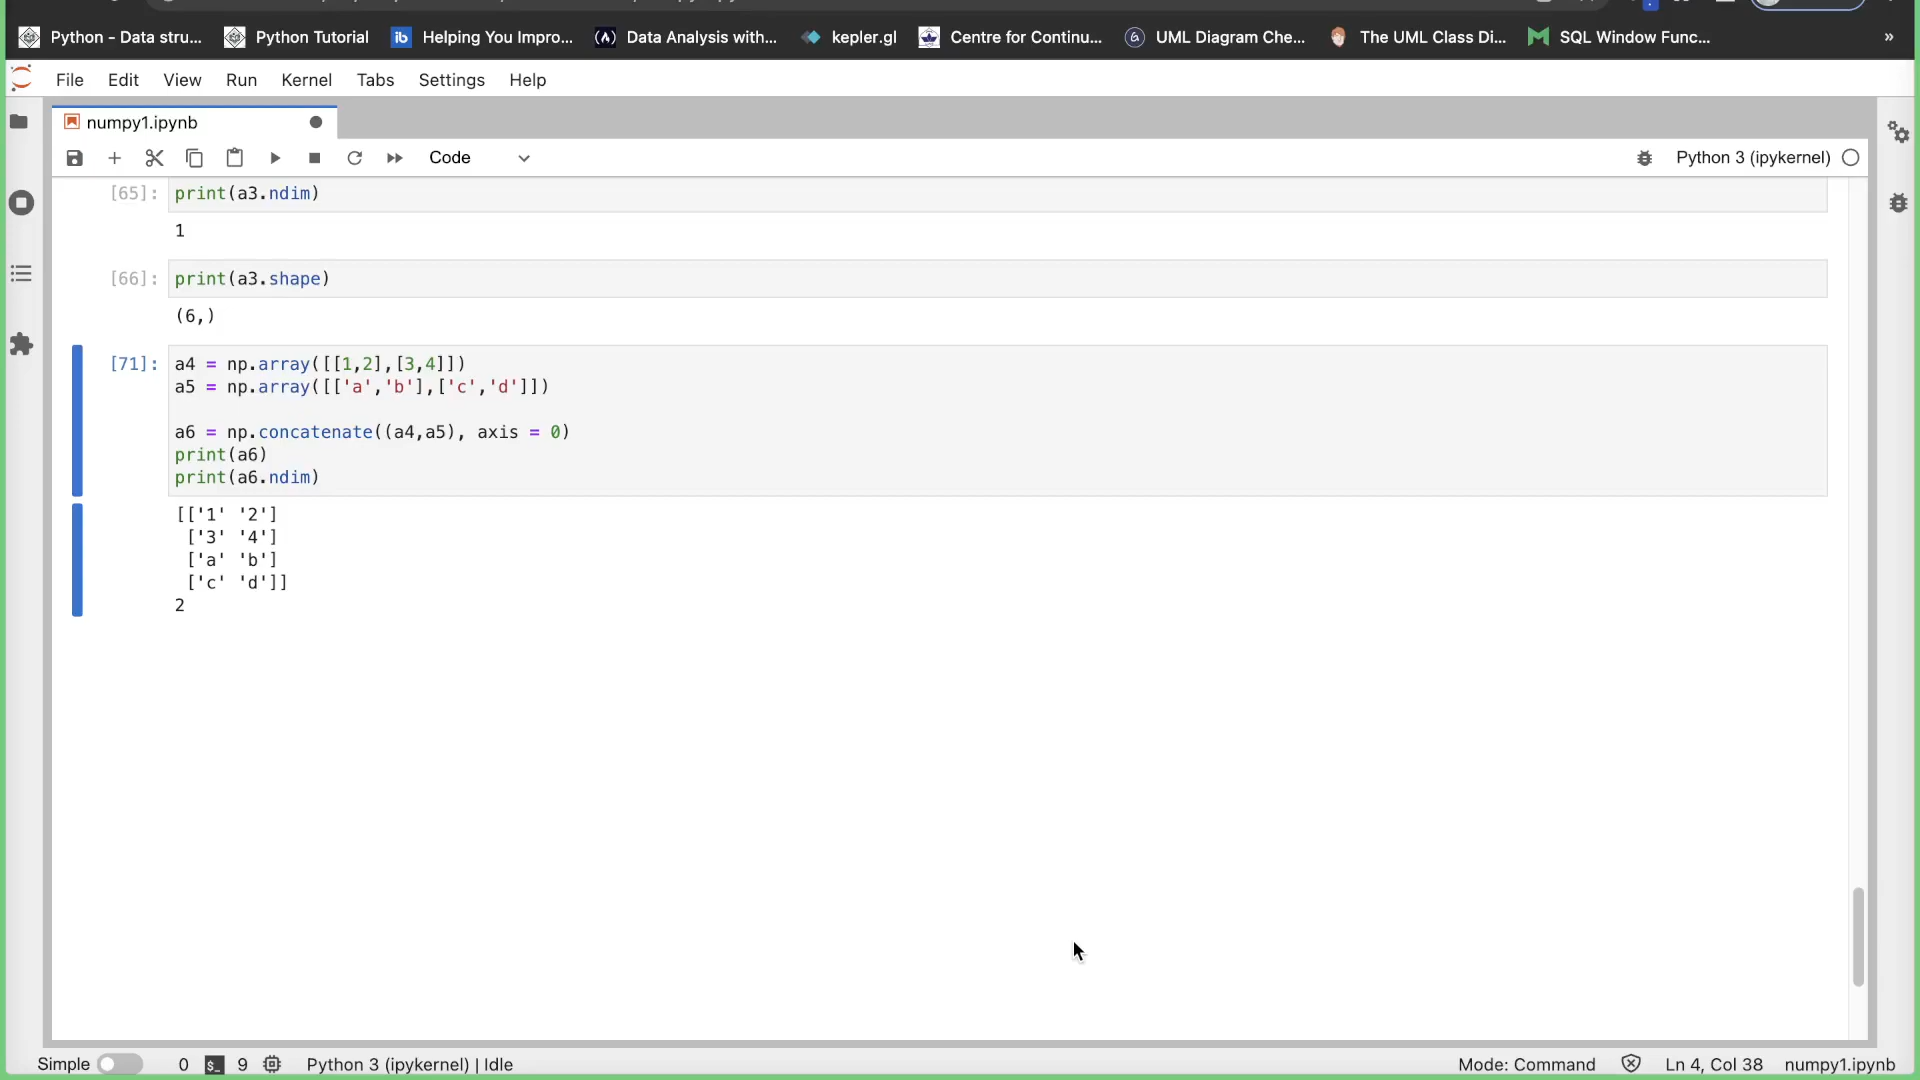 Python - Data stru... Python Tutorial ib Helping You Impro... Data Analysis with... kepler.gl Centre for Continu... UML Diagram Che... The UML Class Di... SQL Window Func... »
File Edit View Run Kernel Tabs Settings Help
numpy1.ipynb
Code Python 3 (ipykernel)
[65]: print(a3.ndim)
1
[66]: print(a3.shape)
(6,)
[71]: a4 = np.array([[1,2],[3,4]])
a5 = np.array([['a','b'],['c','d']])
a6 = np.concatenate((a4,a5), axis = 0)
print(a6)
print(a6.ndim)
[['1' '2']
['3' '4']
['a' 'b']
['c' 'd']]
2
Simple 0 $_ 9 Python 3 (ipykernel) | Idle Mode: Command Ln 4, Col 38 numpy1.ipynb